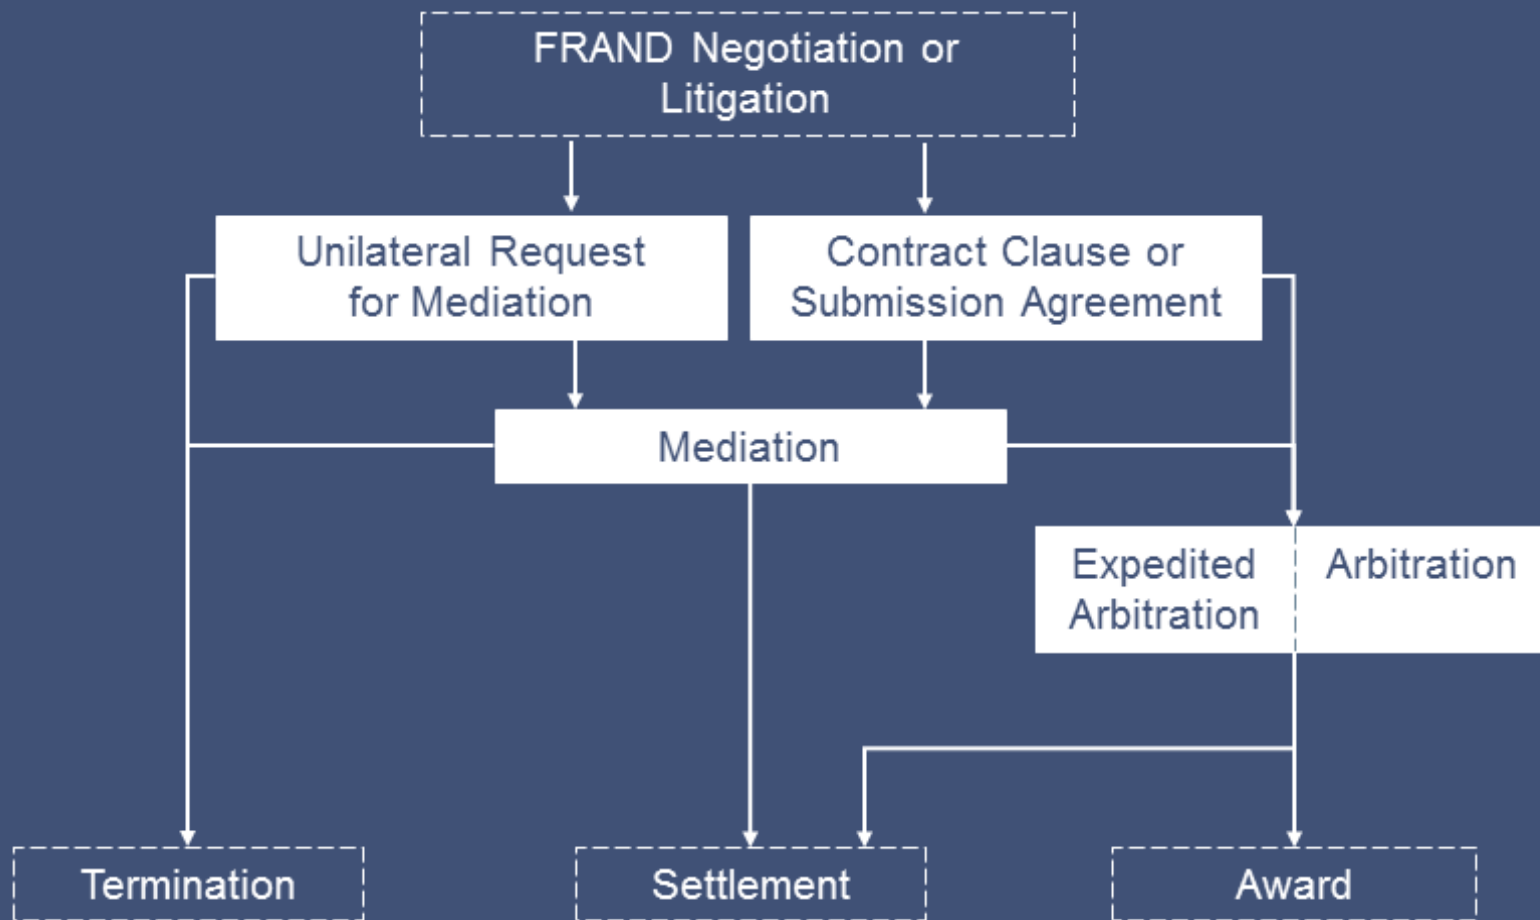 FRAND Negotiation or
Litigation
Unilateral Request
for Mediation
Contract Clause or
Submission Agreement
Mediation
Expedited
Arbitration
Arbitration
Termination
Settlement
Award